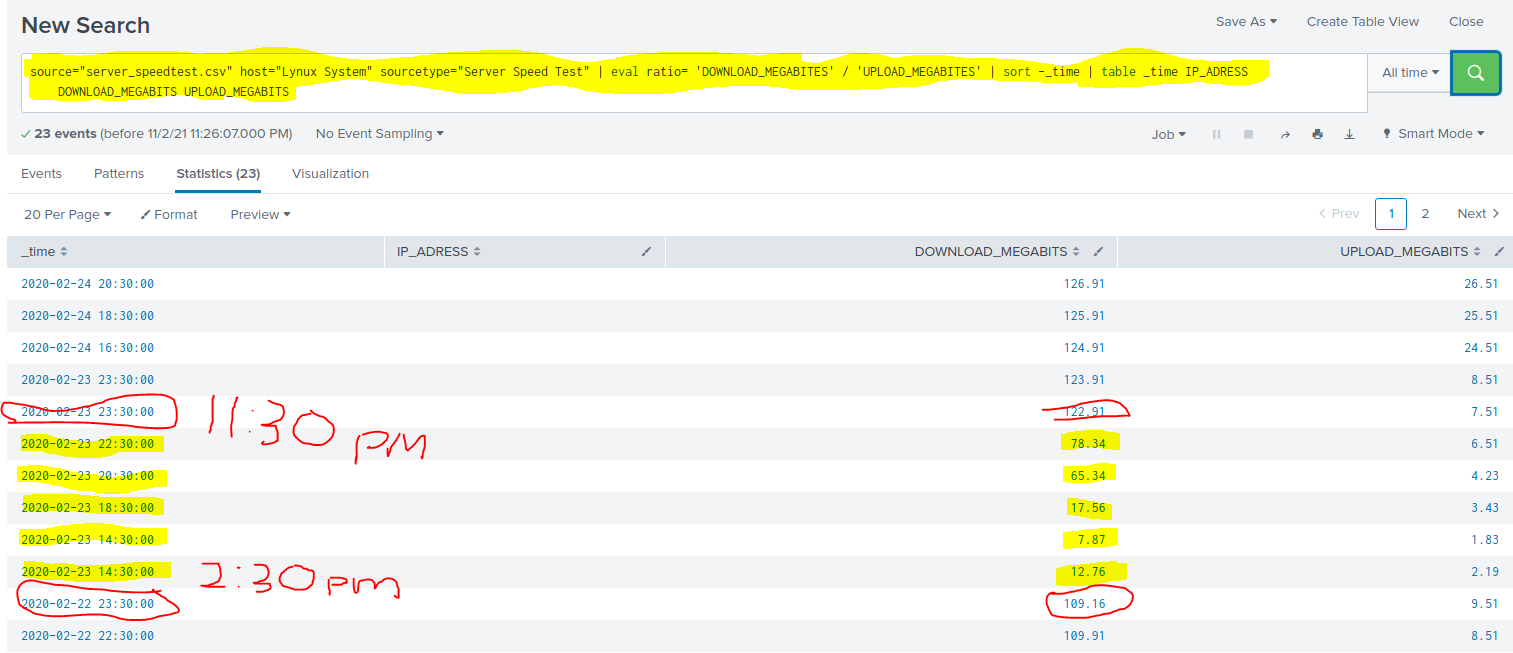 New Search
Save As Create Table View Close
source="server_speedtest.csv" host="Lynux System" sourcetype="Server Speed Test" | eval ratio= 'DOWNLOAD_MEGABITES' / 'UPLOAD_MEGABITES' | sort -_time | table _time IP_ADRESS
DOWNLOAD_MEGABITS UPLOAD_MEGABITS
All time
23 events (before 11/2/21 11:26:07.000 PM) No Event Sampling
Job Smart Mode
Events Patterns Statistics (23) Visualization
20 Per Page Format Preview
Prev 1 2 Next
_time IP_ADRESS DOWNLOAD_MEGABITS UPLOAD_MEGABITS
2020-02-24 20:30:00 126.91 26.51
2020-02-24 18:30:00 125.91 25.51
2020-02-24 16:30:00 124.91 24.51
2020-02-23 23:30:00 123.91 8.51
2020-02-23 23:30:00 122.91 7.51
11:30 PM
2020-02-23 22:30:00 78.34 6.51
2020-02-23 20:30:00 65.34 4.23
2020-02-23 18:30:00 17.56 3.43
2020-02-23 14:30:00 7.87 1.83
2020-02-23 14:30:00 12.76 2.19
2:30 pm
2020-02-22 23:30:00 109.16 9.51
2020-02-22 22:30:00 109.91 8.51